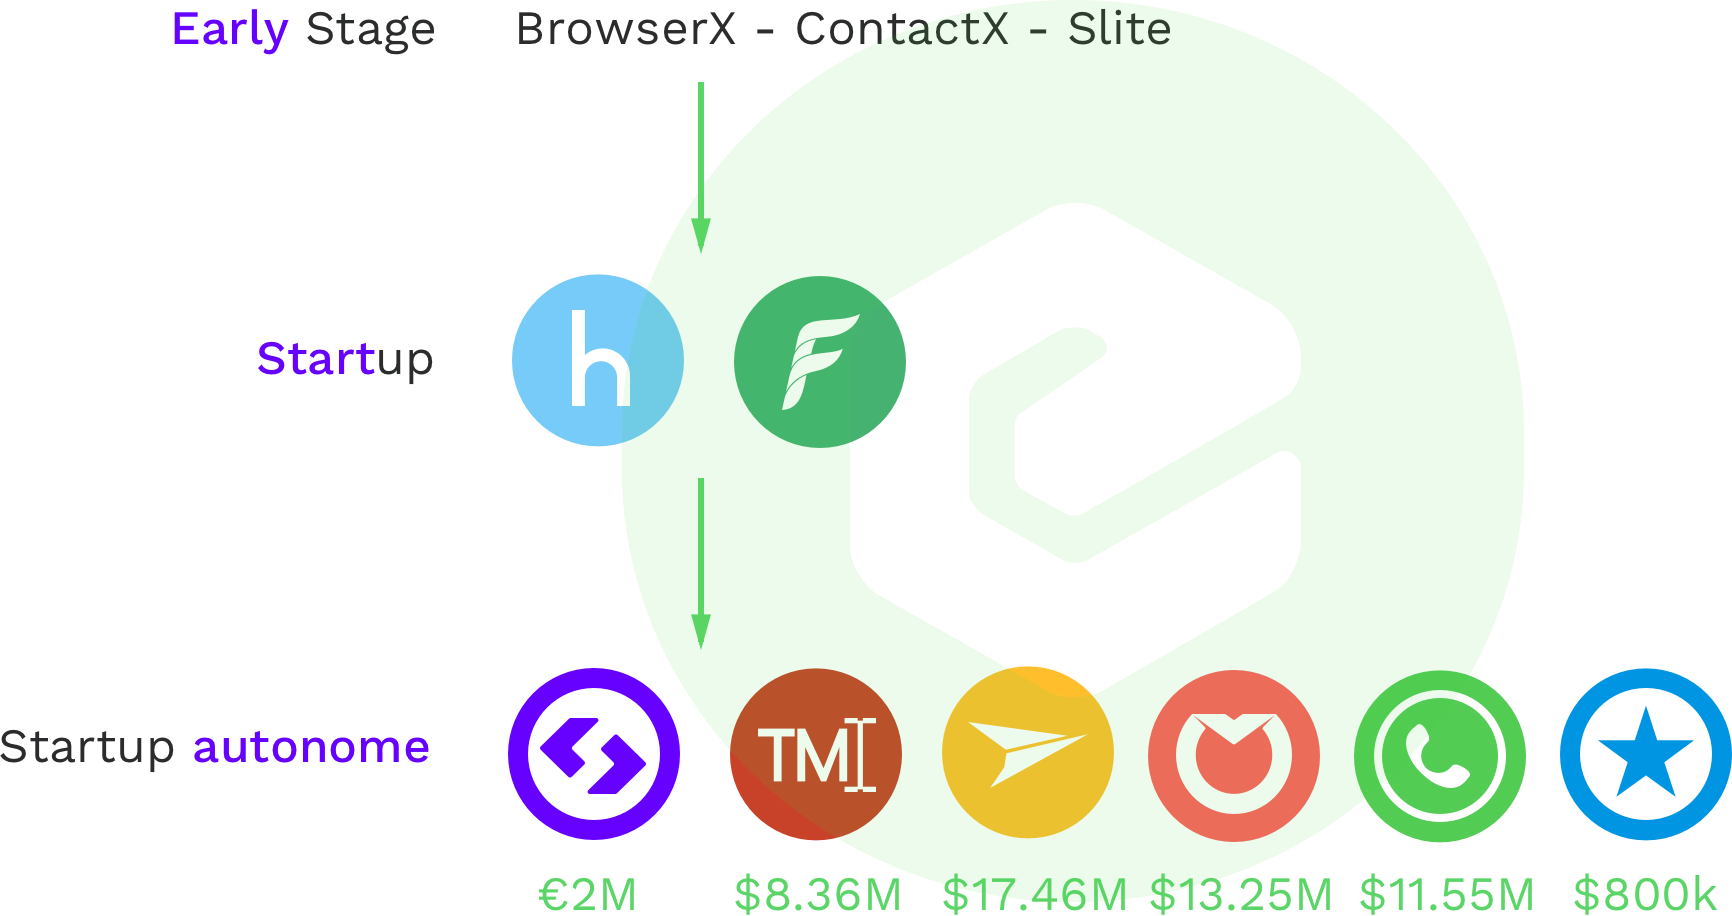 Early Stage
BrowserX - ContactX - Slite
Startup
h
F
Startup autonome
TM
€2M
$8.36M
$17.46M
$13.25M
$11.55M
$800k